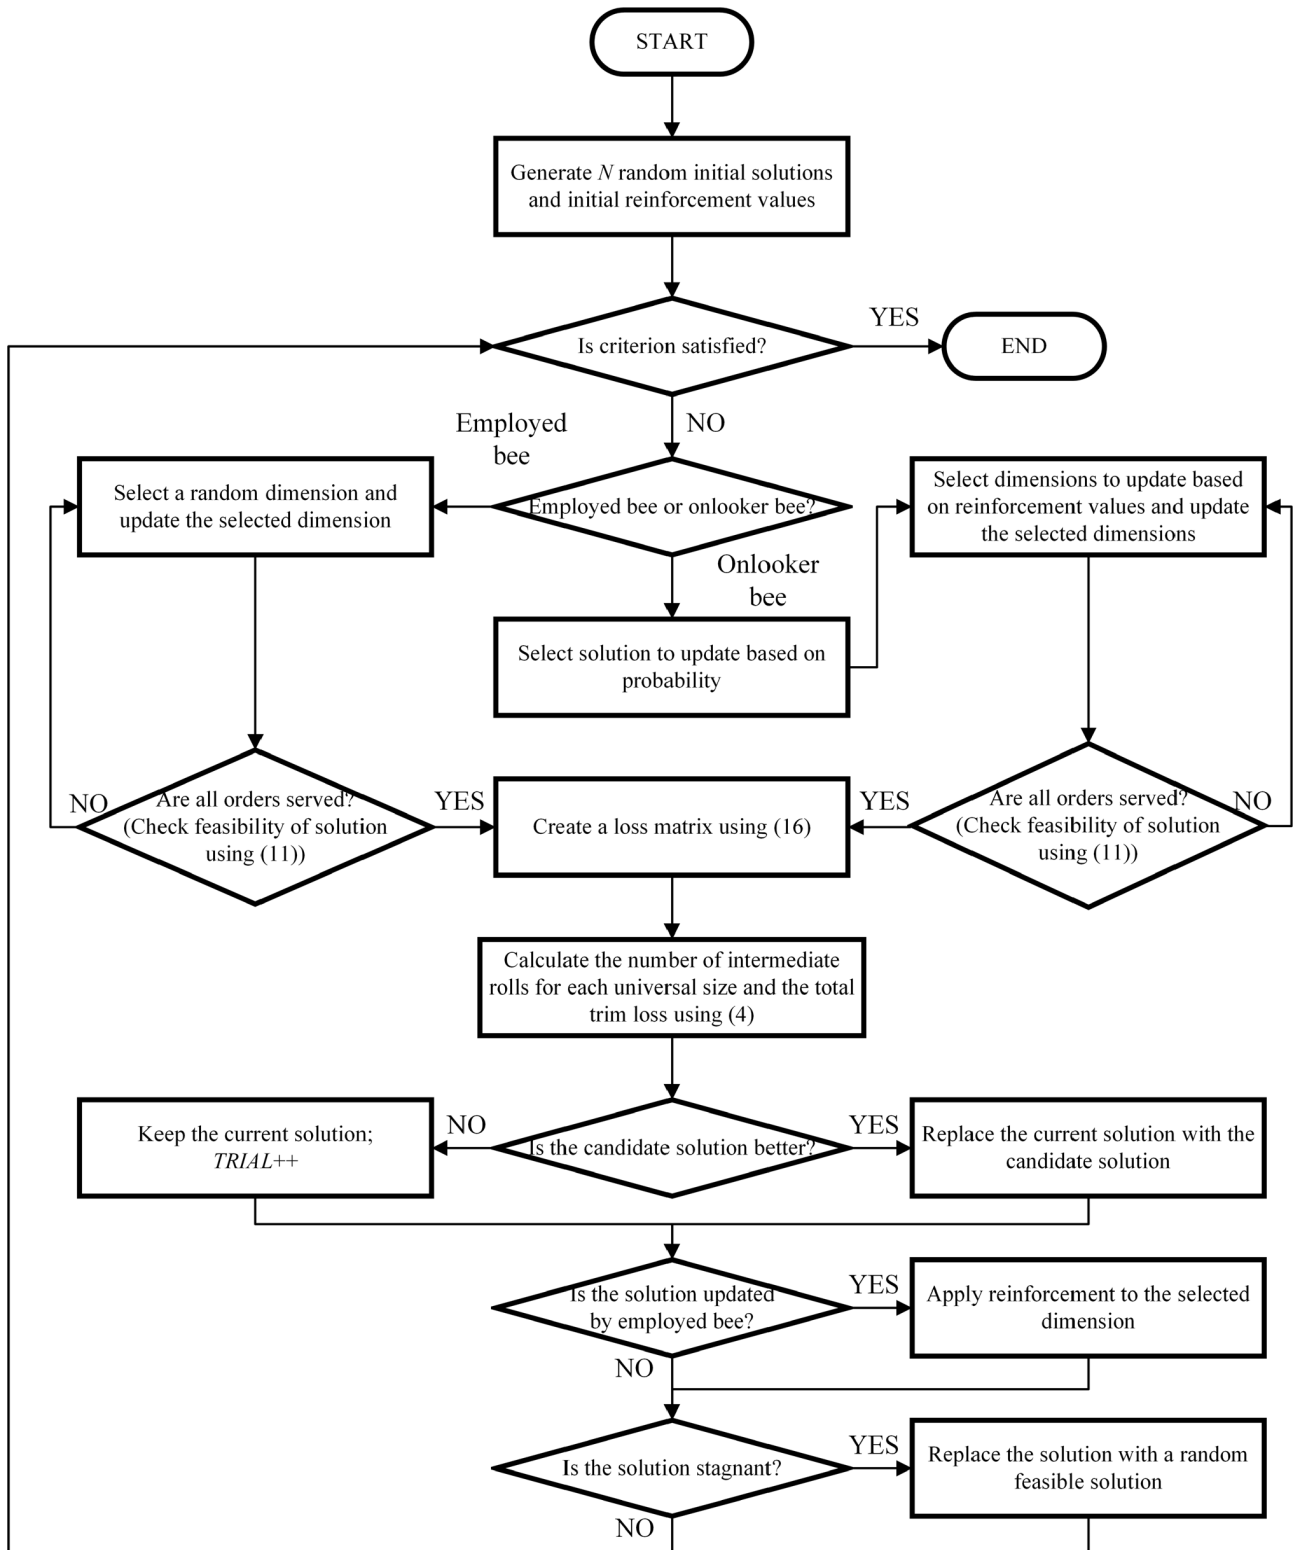 START
Generate N random initial solutions
and initial reinforcement values
YES
Is criterion satisfied?
END
NO
Employed
bee
Select a random dimension and
update the selected dimension
Employed bee or onlooker bee?
Select dimensions to update based
on reinforcement values and update
the selected dimensions
Onlooker
bee
Select solution to update based on
probability
NO
Are all orders served?
(Check feasibility of solution
using (11))
YES
Create a loss matrix using (16)
YES
Are all orders served?
(Check feasibility of solution
using (11))
NO
Calculate the number of intermediate
rolls for each universal size and the total
trim loss using (4)
Keep the current solution;
TRIAL++
NO
Is the candidate solution better?
YES
Replace the current solution with the
candidate solution
Is the solution updated
by employed bee?
YES
Apply reinforcement to the selected
dimension
NO
Is the solution stagnant?
YES
Replace the solution with a random
feasible solution
NO